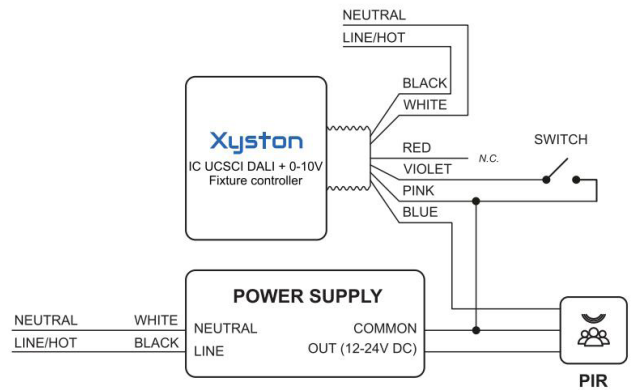 NEUTRAL
LINE/HOT
BLACK
WHITE
Xyston
IC UCSCI DALI + 0-10V
Fixture controller
RED
N.C.
SWITCH
VIOLET
PINK
BLUE
POWER SUPPLY
NEUTRAL WHITE
NEUTRAL COMMON
LINE/HOT BLACK
LINE OUT (12-24V DC)
PIR